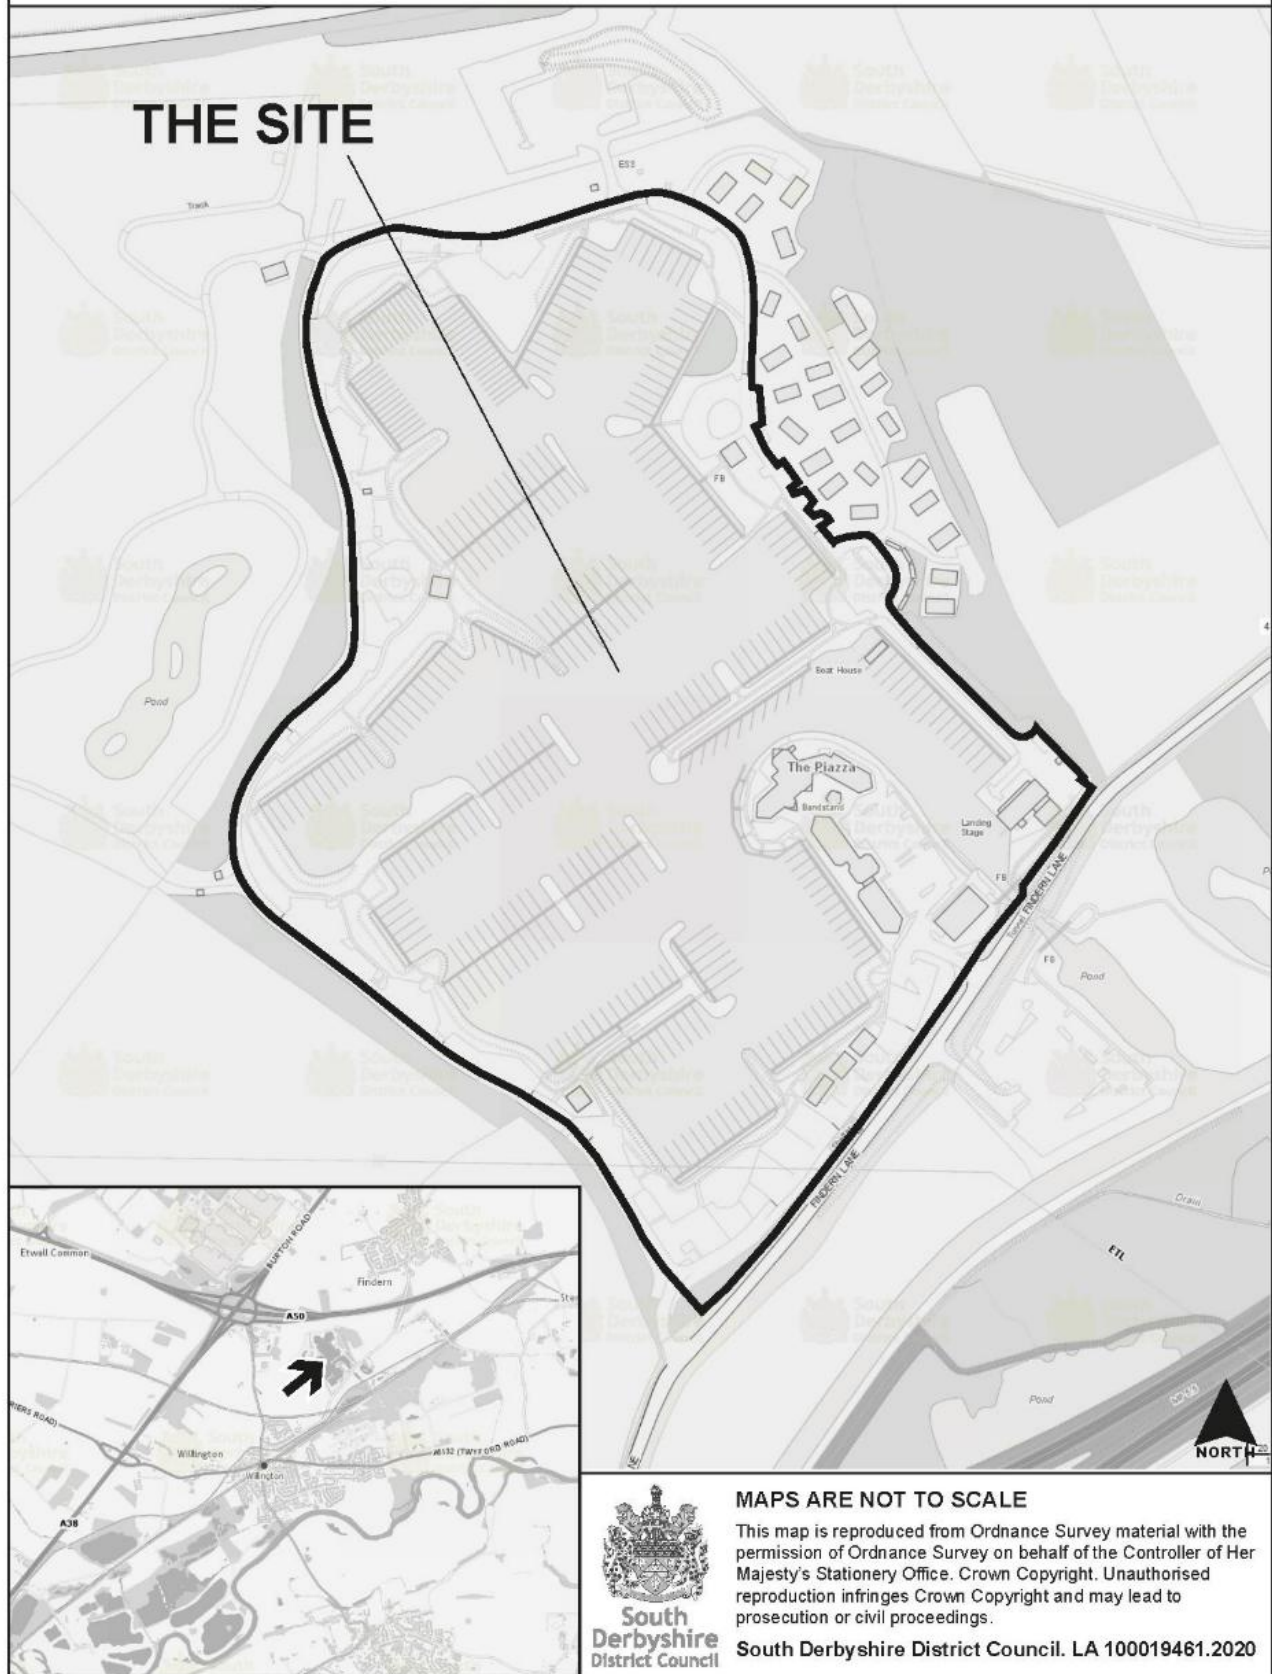 THE SITE
ESS
Track
FB
Pond
Boat House
The Piazza
Bandstand
Landing
Stage
FB
Tunnel
FINDERN LANE
FB
Pond
FINDERN LANE
Drain
ETL
Pond
NORTH
Etwall Common
BURTON ROAD
Findern
A50
RIERS ROAD)
Willington
Willington
A5132 (TWYFORD ROAD)
A38
MAPS ARE NOT TO SCALE
This map is reproduced from Ordnance Survey material with the
permission of Ordnance Survey on behalf of the Controller of Her
Majesty's Stationery Office. Crown Copyright. Unauthorised
reproduction infringes Crown Copyright and may lead to
prosecution or civil proceedings.
South Derbyshire District Council. LA 100019461.2020
South
Derbyshire
District Council